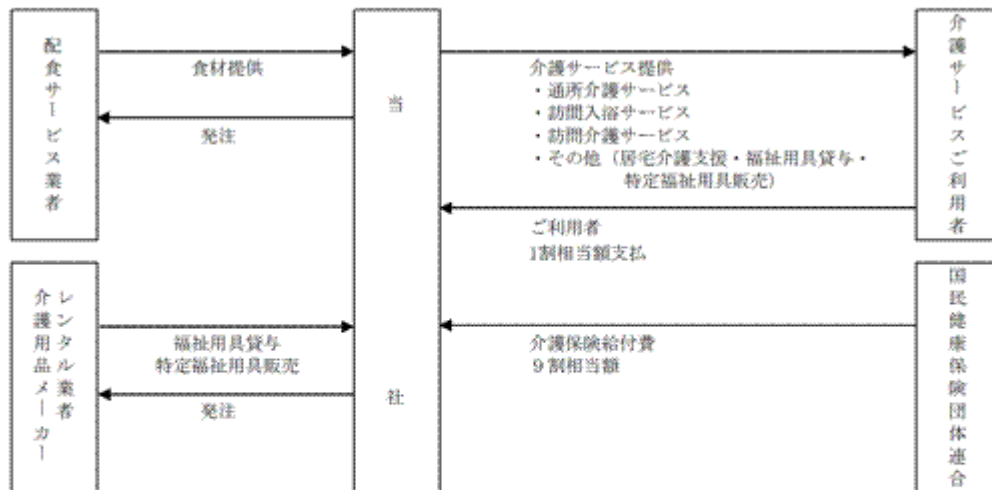 配食サービス業者
食材提供
発注
当社
介護サービス提供
・通所介護サービス
・訪問入浴サービス
・訪問介護サービス
・その他（居宅介護支援・福祉用具貸与・
特定福祉用具販売）
ご利用者
1割相当額支払
介護サービスご利用者
レンタル業者
介護用品メーカー
福祉用具貸与
特定福祉用具販売
発注
介護保険給付費
９割相当額
国民健康保険団体連合